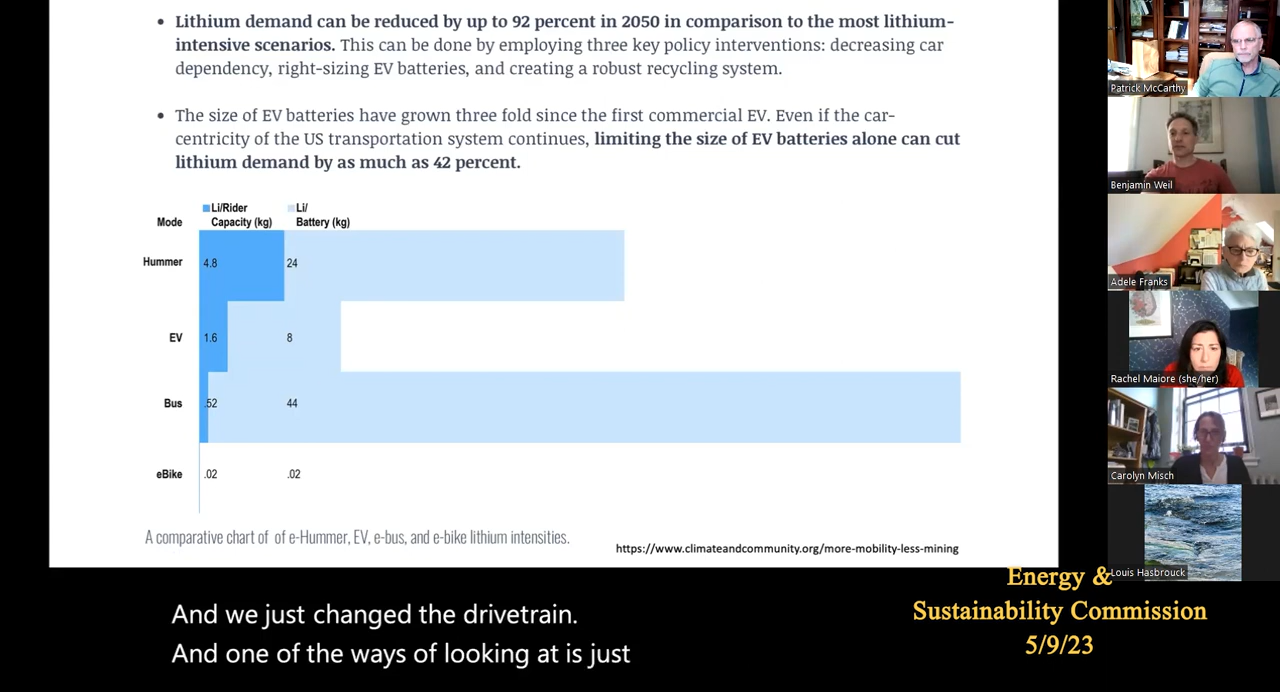 • Lithium demand can be reduced by up to 92 percent in 2050 in comparison to the most lithium-
intensive scenarios. This can be done by employing three key policy interventions: decreasing car
dependency, right-sizing EV batteries, and creating a robust recycling system.
• The size of EV batteries have grown three fold since the first commercial EV. Even if the car-
centricity of the US transportation system continues, limiting the size of EV batteries alone can cut
lithium demand by as much as 42 percent.
Li/Rider Li/
Mode Capacity (kg) Battery (kg)
Hummer 4.8 24
EV 1.6 8
Bus .52 44
eBike .02 .02
A comparative chart of of e-Hummer, EV, e-bus, and e-bike lithium intensities.
https://www.climateandcommunity.org/more-mobility-less-mining
Patrick McCarthy
Benjamin Weil
Adele Franks
Rachel Maiore (she/her)
Carolyn Misch
Louis Hasbrouck
Energy &
Sustainability Commission
5/9/23
And we just changed the drivetrain.
And one of the ways of looking at is just